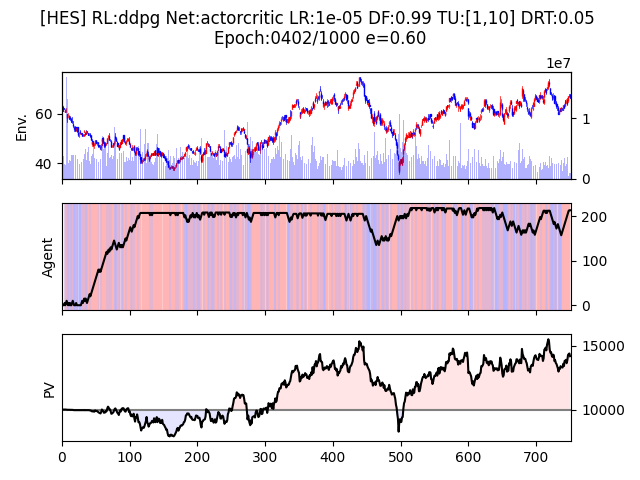 [HES] RL:ddpg Net:actorcritic LR:1e-05 DF:0.99 TU:[1,10] DRT:0.05
Epoch:0402/1000 e=0.60
1e7
Env.
60
40
1
0
Agent
200
100
0
PV
15000
10000
0 100 200 300 400 500 600 700